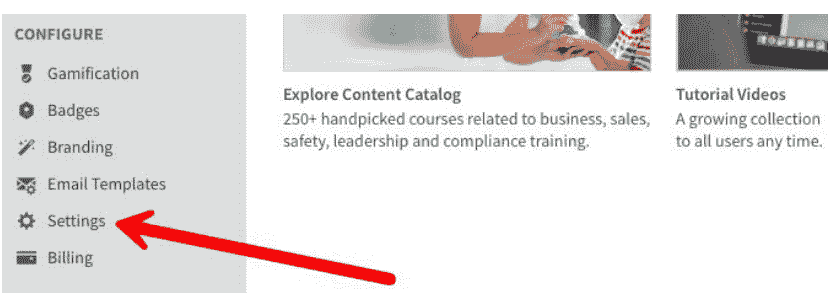 CONFIGURE
Gamification
Badges
Branding
Email Templates
Settings
Billing
Explore Content Catalog
250+ handpicked courses related to business, sales,
safety, leadership and compliance training.
Tutorial Videos
A growing collection
to all users any time.